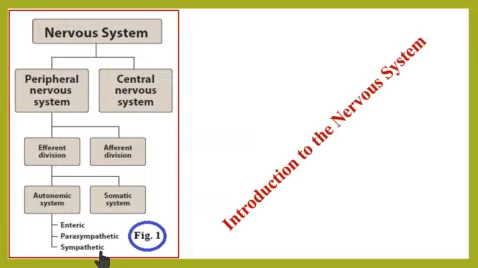 Nervous System
Peripheral
nervous
system
Central
nervous
system
Efferent
division
Afferent
division
Autonomic
system
Somatic
system
Enteric
Parasympathetic
Sympathetic
Fig. 1
Introduction to the Nervous System